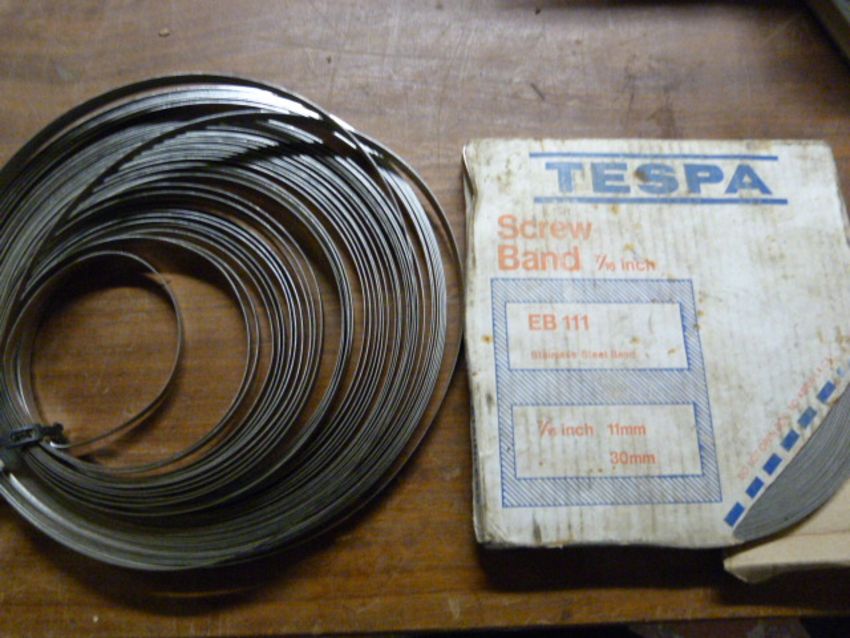 TESPA
Screw
Band 7/16 inch
EB 111
Stainless Steel Band
7/16 inch 11mm
30mm